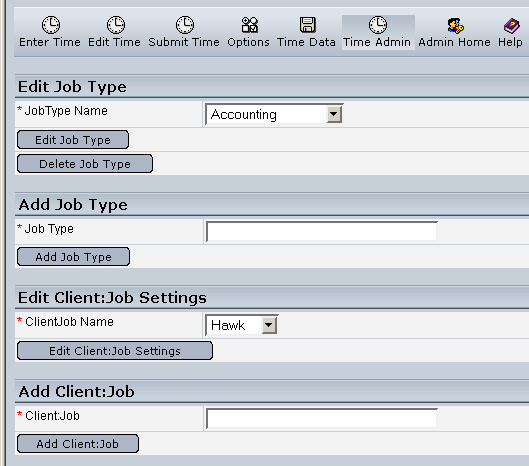 Enter Time Edit Time Submit Time Options Time Data Time Admin Admin Home Help
Edit Job Type
* JobType Name Accounting
Edit Job Type
Delete Job Type
Add Job Type
* Job Type
Add Job Type
Edit Client:Job Settings
* ClientJob Name Hawk
Edit Client:Job Settings
Add Client:Job
* Client:Job
Add Client:Job